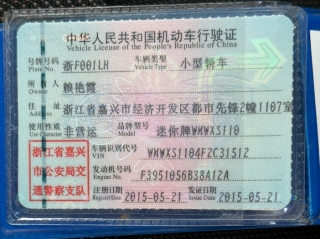 中华人民共和国机动车行驶证
Vehicle License of the People's Republic of China
号牌号码 浙F001LH 车辆类型 小型轿车
Plate No. Vehicle Type
所有人 赖艳霞
Owner
住址 浙江省嘉兴市经济开发区都市先锋2幢1107室
Address
使用性质 非营运 品牌型号 迷你牌WMWXS110
Use Character Model
浙江省嘉兴市公安局交通警察支队
车辆识别代号 WMWXS1104F2C31512
VIN
发动机号码 F3951056B38A12A
Engine No.
注册日期 2015-05-21 发证日期 2015-05-21
Register Date Issue Date